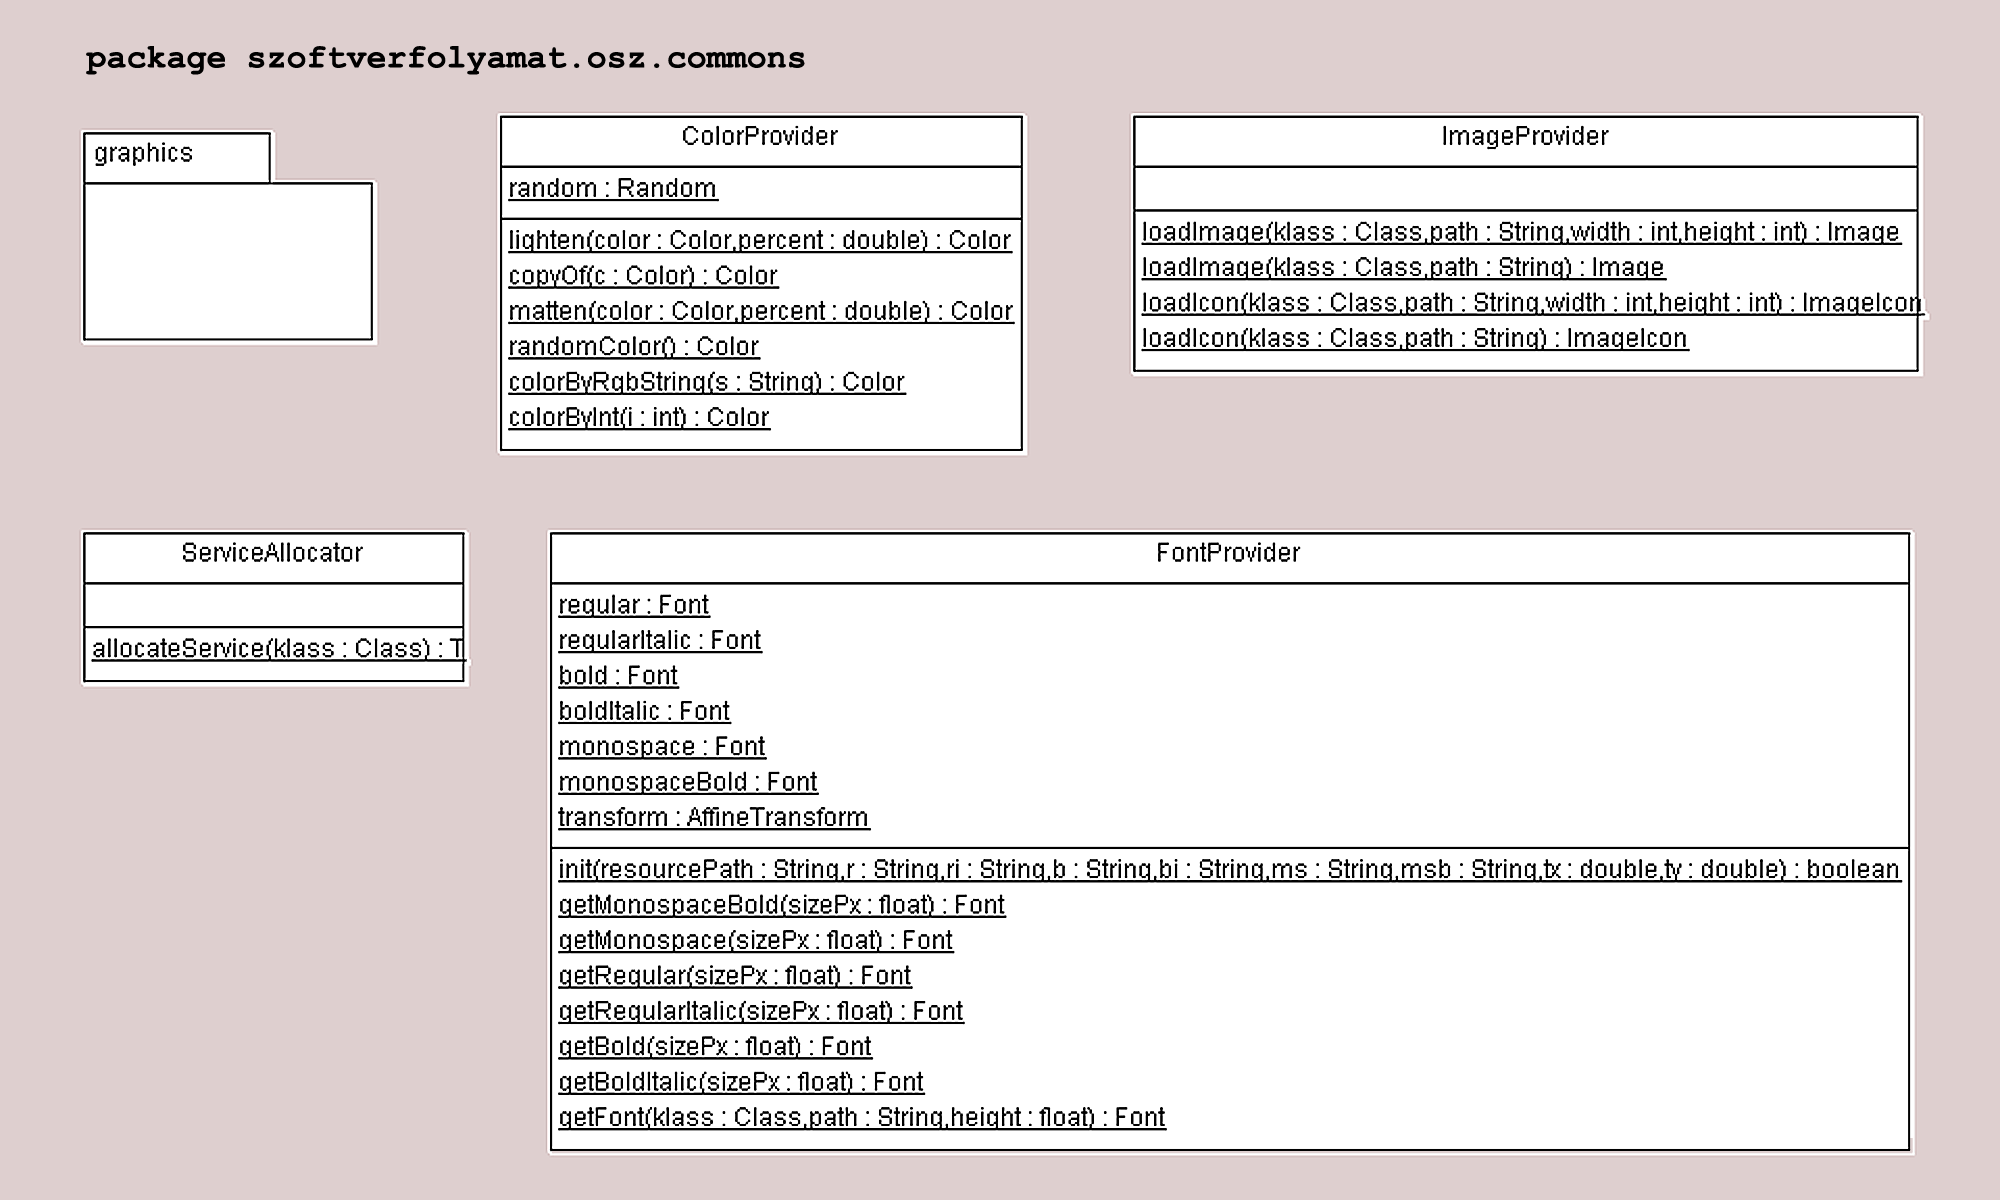 package szoftverfolyamat.osz.commons
graphics
ColorProvider
random : Random
lighten(color : Color,percent : double) : Color
copyOf(c : Color) : Color
matten(color : Color,percent : double) : Color
randomColor() : Color
colorByRgbString(s : String) : Color
colorByInt(i : int) : Color
ImageProvider
loadImage(klass : Class,path : String,width : int,height : int) : Image
loadImage(klass : Class,path : String) : Image
loadIcon(klass : Class,path : String,width : int,height : int) : ImageIcon
loadIcon(klass : Class,path : String) : ImageIcon
ServiceAllocator
allocateService(klass : Class) : T
FontProvider
regular : Font
regularItalic : Font
bold : Font
boldItalic : Font
monospace : Font
monospaceBold : Font
transform : AffineTransform
init(resourcePath : String,r : String,ri : String,b : String,bi : String,ms : String,msb : String,tx : double,ty : double) : boolean
getMonospaceBold(sizePx : float) : Font
getMonospace(sizePx : float) : Font
getRegular(sizePx : float) : Font
getRegularItalic(sizePx : float) : Font
getBold(sizePx : float) : Font
getBoldItalic(sizePx : float) : Font
getFont(klass : Class,path : String,height : float) : Font